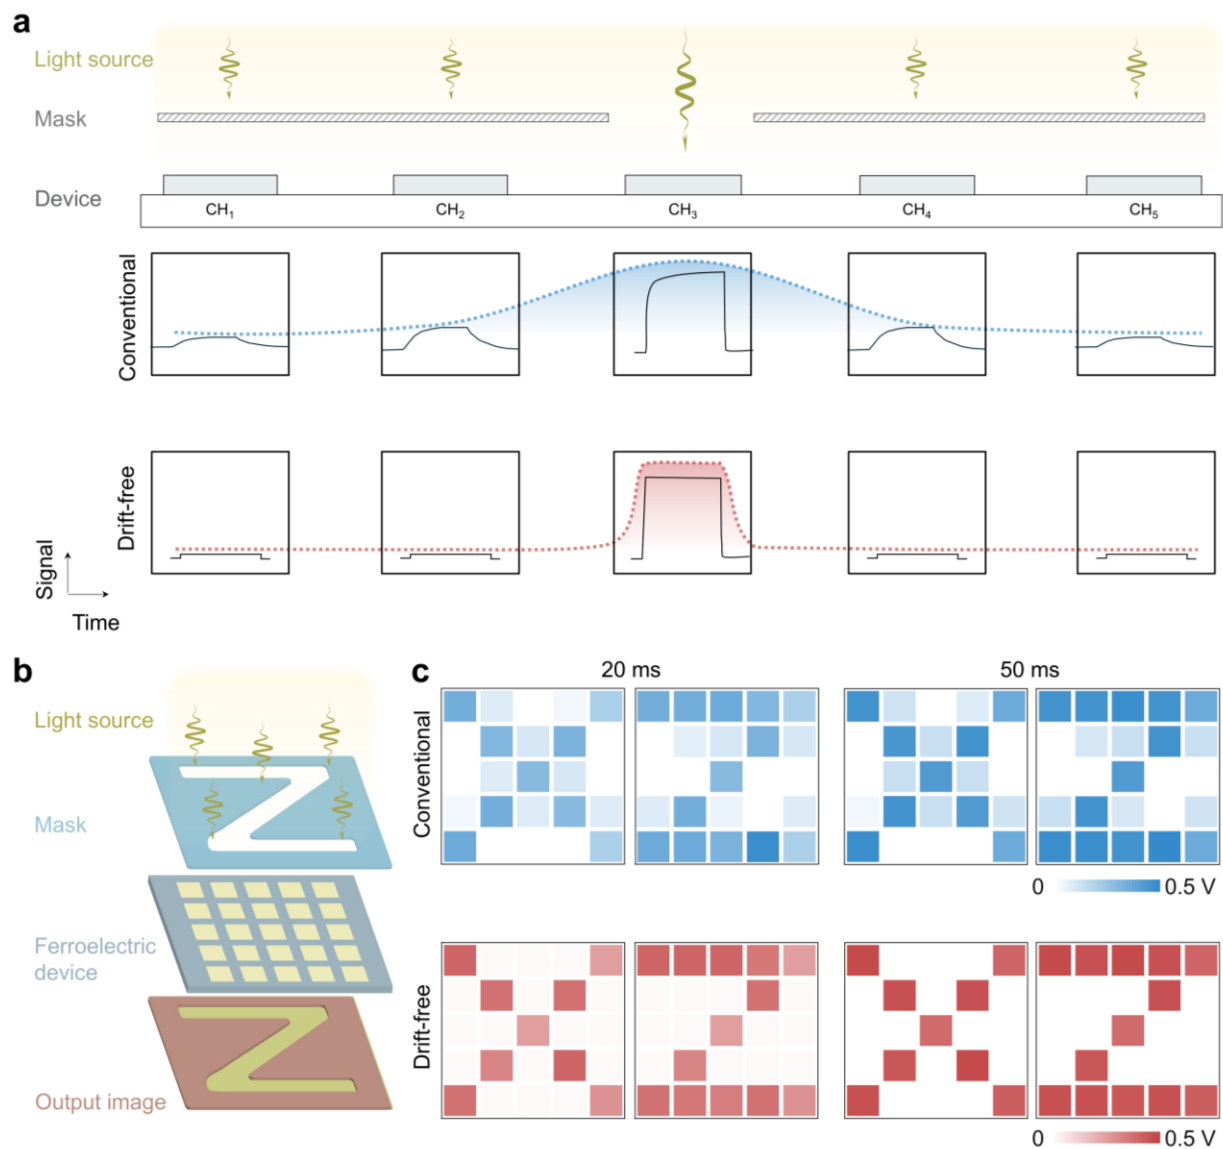 a
Light source
Mask
Device
CH1 CH2 CH3 CH4 CH5
Conventional
Drift-free
Signal
Time
b
Light source
Mask
Ferroelectric
device
Output image
c
20 ms 50 ms
Conventional
0 0.5 V
Drift-free
0 0.5 V